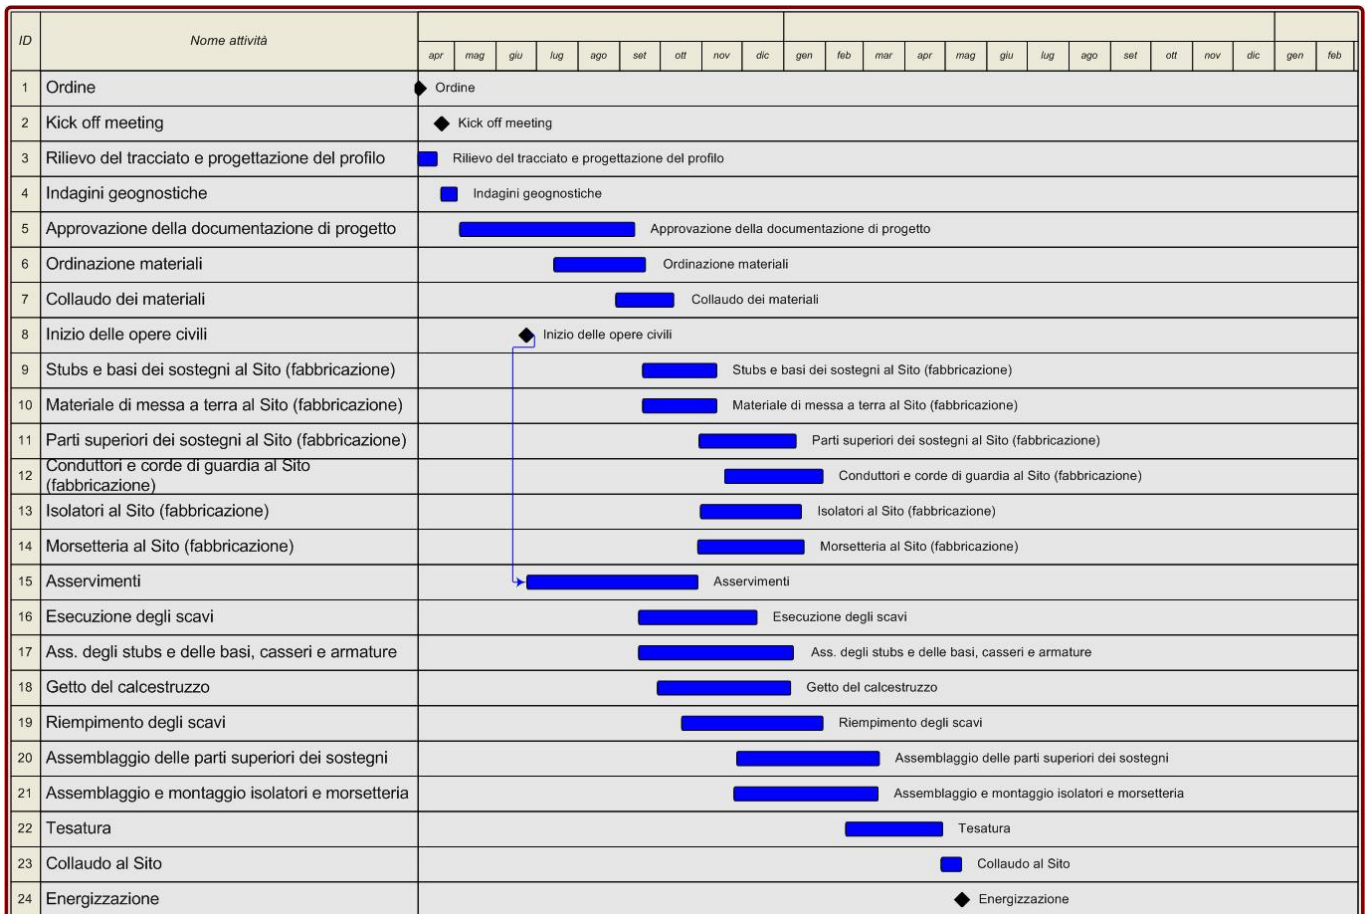 ID Nome attività
apr mag giu lug ago set ott nov dic gen feb mar apr mag giu lug ago set ott nov dic gen feb
1 Ordine Ordine
2 Kick off meeting Kick off meeting
3 Rilievo del tracciato e progettazione del profilo Rilievo del tracciato e progettazione del profilo
4 Indagini geognostiche Indagini geognostiche
5 Approvazione della documentazione di progetto Approvazione della documentazione di progetto
6 Ordinazione materiali Ordinazione materiali
7 Collaudo dei materiali Collaudo dei materiali
8 Inizio delle opere civili Inizio delle opere civili
9 Stubs e basi dei sostegni al Sito (fabbricazione) Stubs e basi dei sostegni al Sito (fabbricazione)
10 Materiale di messa a terra al Sito (fabbricazione) Materiale di messa a terra al Sito (fabbricazione)
11 Parti superiori dei sostegni al Sito (fabbricazione) Parti superiori dei sostegni al Sito (fabbricazione)
12 Conduttori e corde di guardia al Sito
(fabbricazione) Conduttori e corde di guardia al Sito (fabbricazione)
13 Isolatori al Sito (fabbricazione) Isolatori al Sito (fabbricazione)
14 Morsetteria al Sito (fabbricazione) Morsetteria al Sito (fabbricazione)
15 Asservimenti Asservimenti
16 Esecuzione degli scavi Esecuzione degli scavi
17 Ass. degli stubs e delle basi, casseri e armature Ass. degli stubs e delle basi, casseri e armature
18 Getto del calcestruzzo Getto del calcestruzzo
19 Riempimento degli scavi Riempimento degli scavi
20 Assemblaggio delle parti superiori dei sostegni Assemblaggio delle parti superiori dei sostegni
21 Assemblaggio e montaggio isolatori e morsetteria Assemblaggio e montaggio isolatori e morsetteria
22 Tesatura Tesatura
23 Collaudo al Sito Collaudo al Sito
24 Energizzazione Energizzazione